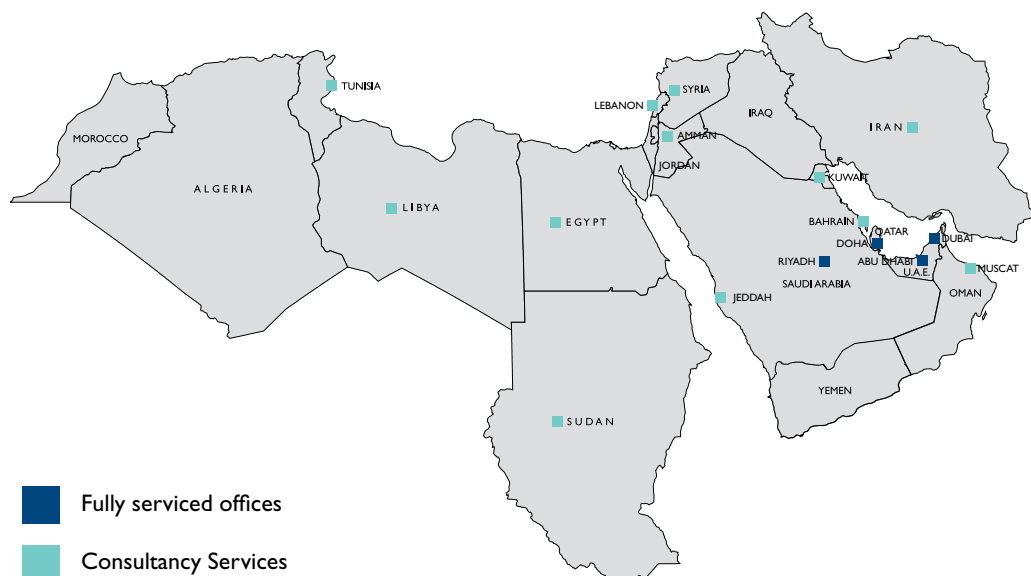 TUNISIA
SYRIA
LEBANON
IRAQ
IRAN
MOROCCO
AMMAN
JORDAN
KUWAIT
ALGERIA
LIBYA
EGYPT
BAHRAIN
QATAR
DOHA
DUBAI
RIYADH
ABU DHABI
U.A.E.
MUSCAT
SAUDI ARABIA
OMAN
JEDDAH
YEMEN
SUDAN
Fully serviced offices
Consultancy Services